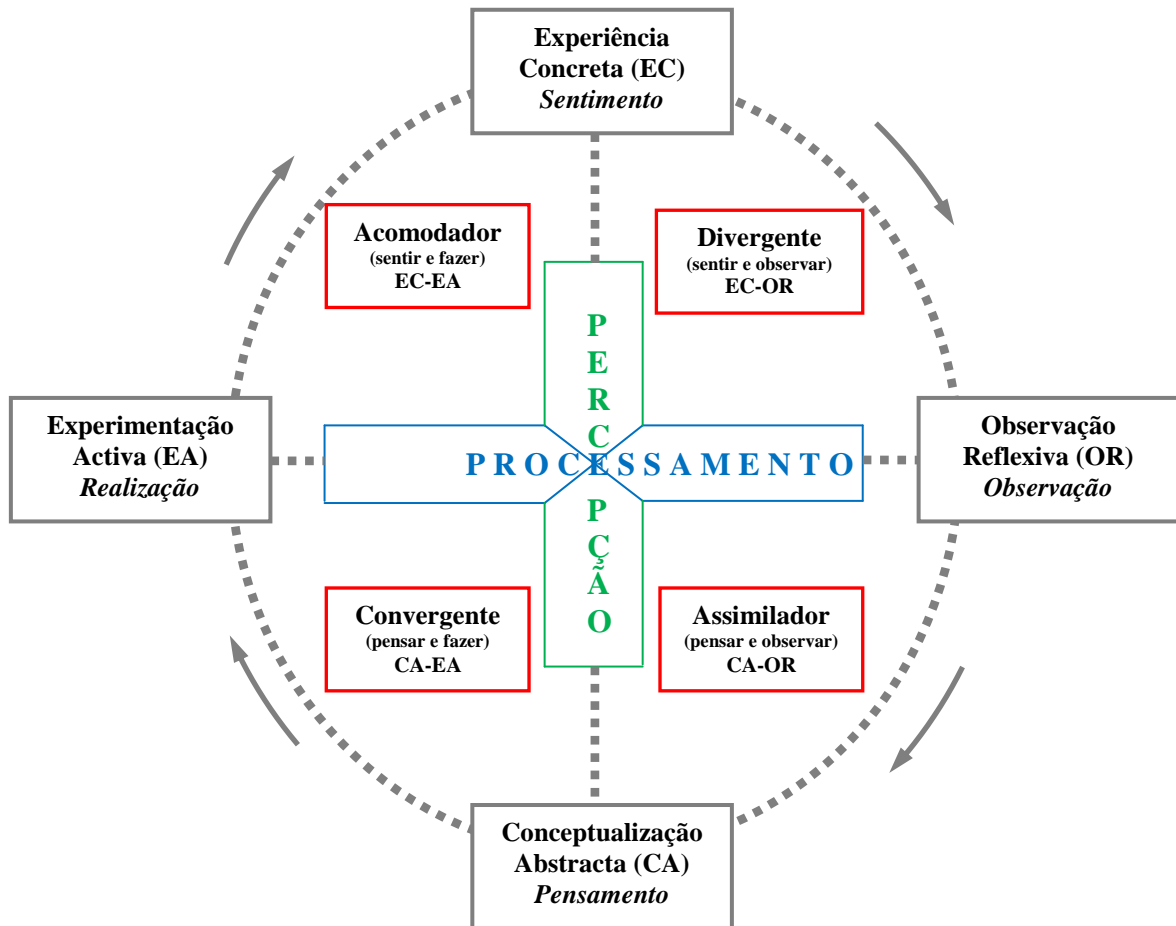 Experiência
Concreta (EC)
Sentimento
Acomodador
(sentir e fazer)
EC-EA
Divergente
(sentir e observar)
EC-OR
PERCEPÇÃO
Experimentação
Activa (EA)
Realização
PROCESSAMENTO
Observação
Reflexiva (OR)
Observação
Convergente
(pensar e fazer)
CA-EA
Assimilador
(pensar e observar)
CA-OR
Conceptualização
Abstracta (CA)
Pensamento